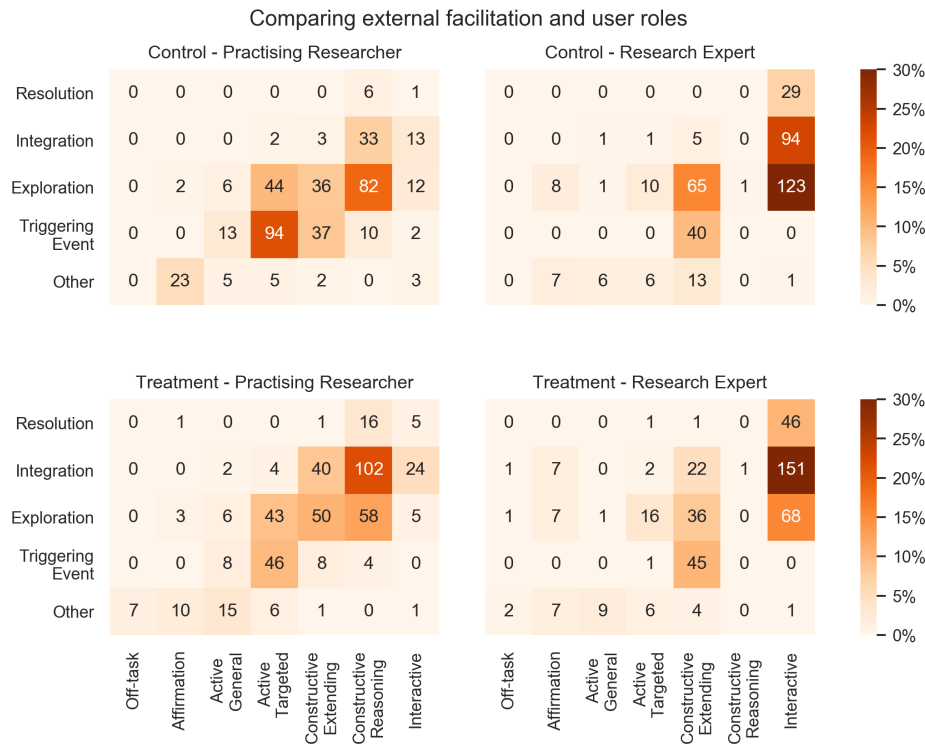 Comparing external facilitation and user roles
Control - Practising Researcher
Control - Research Expert
Resolution 0 0 0 0 0 6 1 0 0 0 0 0 0 29
Integration 0 0 0 2 3 33 13 0 0 1 1 5 0 94
Exploration 0 2 6 44 36 82 12 0 8 1 10 65 1 123
Triggering
Event 0 0 13 94 37 10 2 0 0 0 0 40 0 0
Other 0 23 5 5 2 0 3 0 7 6 6 13 0 1
30%
25%
20%
15%
10%
5%
0%
Treatment - Practising Researcher
Treatment - Research Expert
Resolution 0 1 0 0 1 16 5 0 0 0 1 1 0 46
Integration 0 0 2 4 40 102 24 1 7 0 2 22 1 151
Exploration 0 3 6 43 50 58 5 1 7 1 16 36 0 68
Triggering
Event 0 0 8 46 8 4 0 0 0 0 1 45 0 0
Other 7 10 15 6 1 0 1 2 7 9 6 4 0 1
30%
25%
20%
15%
10%
5%
0%
Off-task
Affirmation
Active
General
Active
Targeted
Constructive
Extending
Constructive
Reasoning
Interactive
Off-task
Affirmation
Active
General
Active
Targeted
Constructive
Extending
Constructive
Reasoning
Interactive